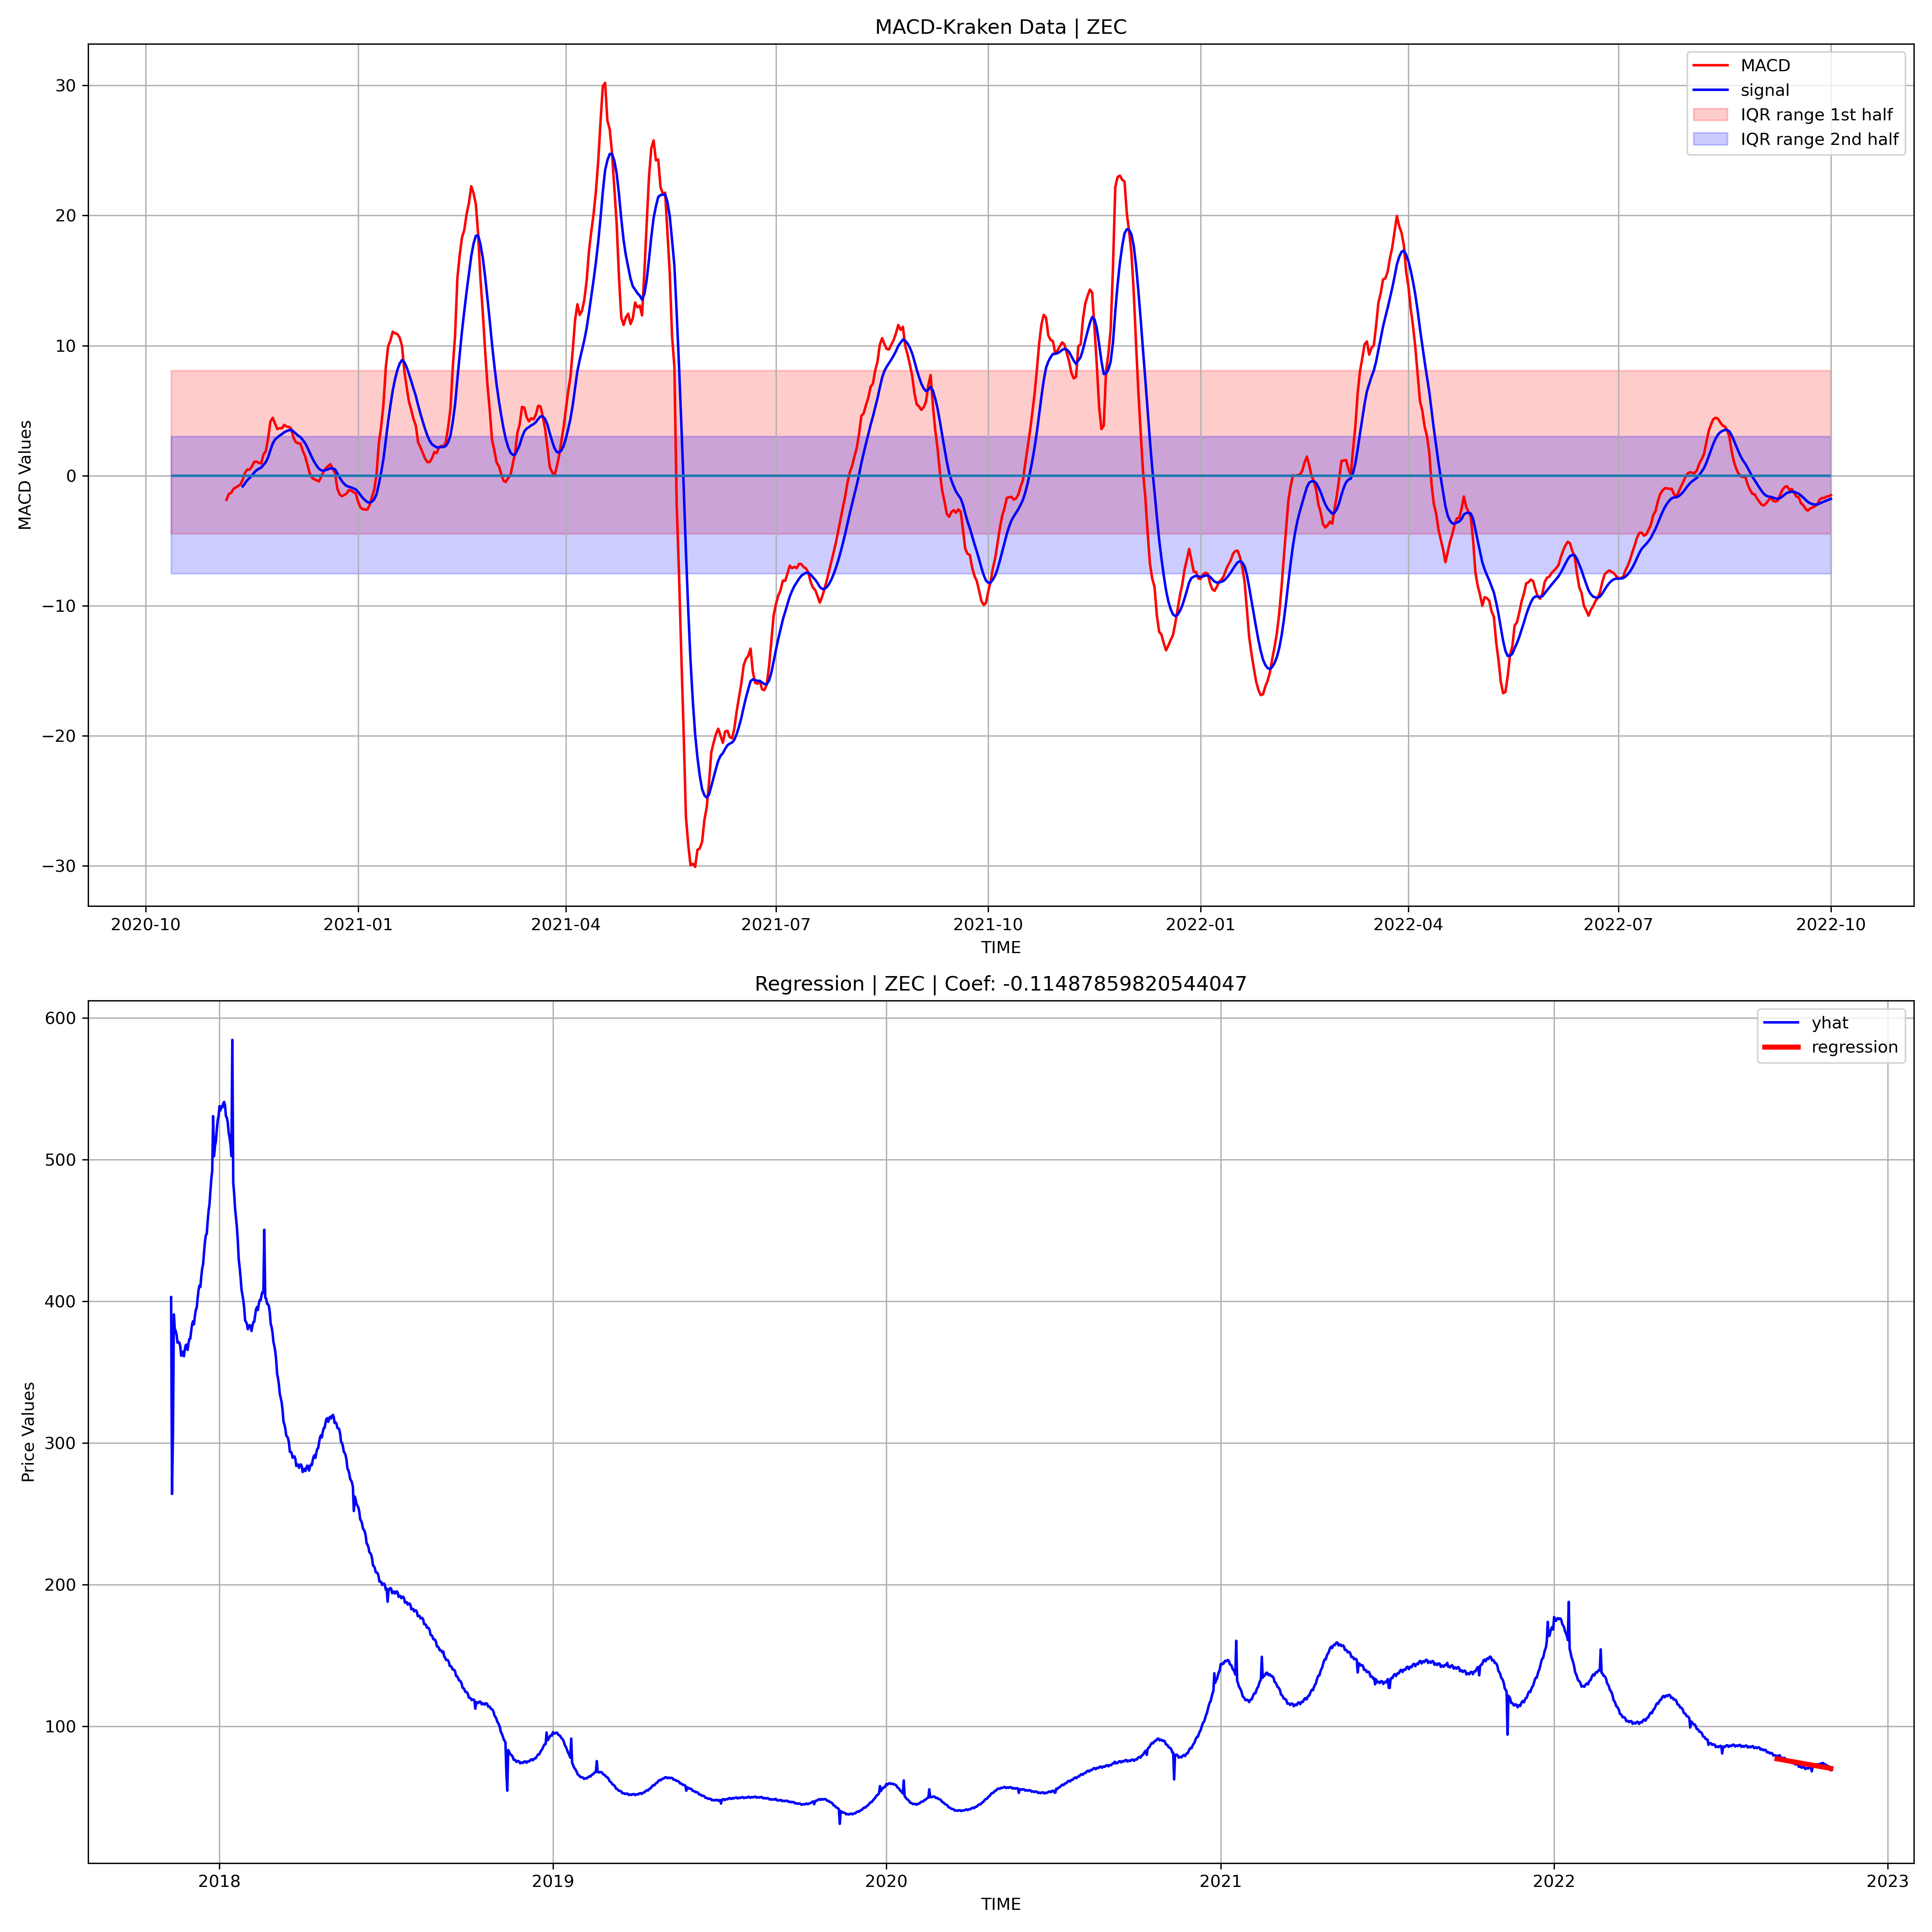 MACD-Kraken Data | ZEC
MACD
signal
IQR range 1st half
IQR range 2nd half
MACD Values
30
20
10
0
−10
−20
−30
2020-10 2021-01 2021-04 2021-07 2021-10 2022-01 2022-04 2022-07 2022-10
TIME
Regression | ZEC | Coef: -0.11487859820544047
yhat
regression
Price Values
600
500
400
300
200
100
2018 2019 2020 2021 2022 2023
TIME